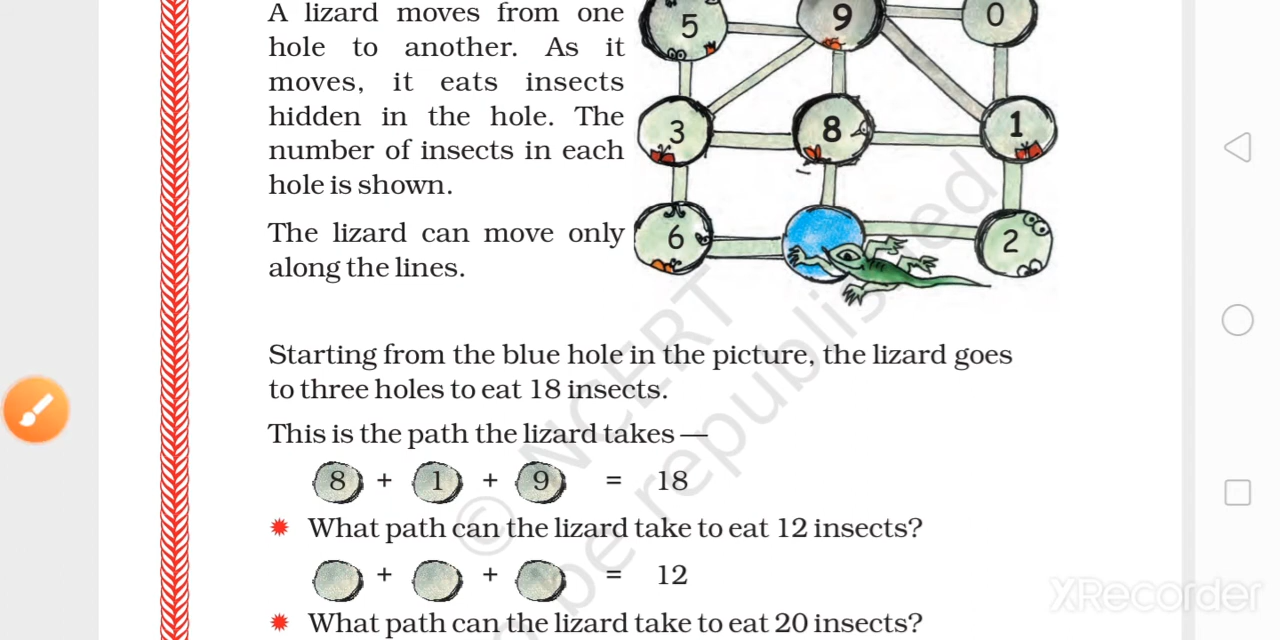 A lizard moves from one
hole to another. As it
moves, it eats insects
hidden in the hole. The
number of insects in each
hole is shown.
The lizard can move only
along the lines.
5 9 0
3 8 1
6 2
Starting from the blue hole in the picture, the lizard goes
to three holes to eat 18 insects.
This is the path the lizard takes —
8 + 1 + 9 = 18
What path can the lizard take to eat 12 insects?
+ + = 12
What path can the lizard take to eat 20 insects?
© NCERT
be republished
XRecorder